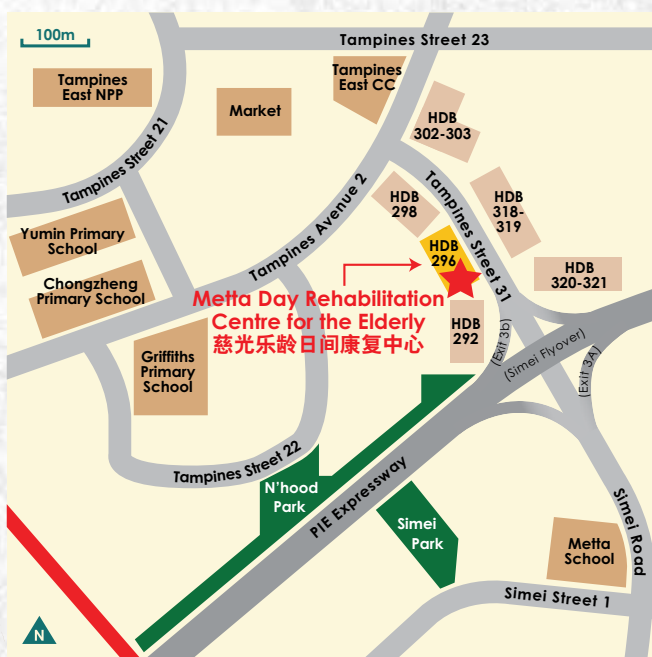 100m
Tampines Street 23
Tampines
East NPP
Market
Tampines
East CC
HDB
302-303
Tampines Street 21
Tampines Avenue 2
HDB
298
Tampines Street 31
HDB
318-
319
Yumin Primary
School
HDB
296
HDB
320-321
Chongzheng
Primary School
Metta Day Rehabilitation
Centre for the Elderly
慈光乐龄日间康复中心
HDB
292
(Exit 3b)
(Simei Flyover)
(Exit 3A)
Griffiths
Primary
School
Tampines Street 22
N'hood
Park
PIE Expressway
Simei
Park
Simei Road
Metta
School
Simei Street 1
N